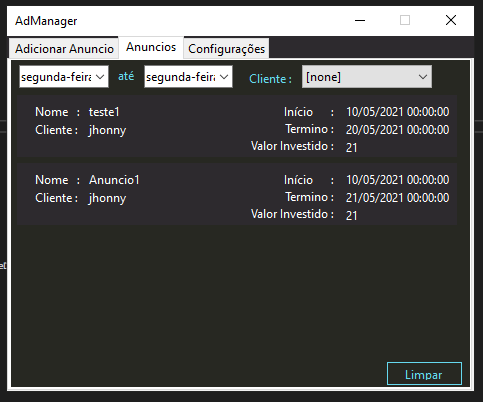 AdManager
Adicionar Anuncio Anuncios Configurações
segunda-feira até segunda-feira Cliente : [none]
Nome : teste1 Início : 10/05/2021 00:00:00
Cliente : jhonny Termino : 20/05/2021 00:00:00
Valor Investido : 21
Nome : Anuncio1 Início : 10/05/2021 00:00:00
Cliente : jhonny Termino : 21/05/2021 00:00:00
Valor Investido : 21
Limpar